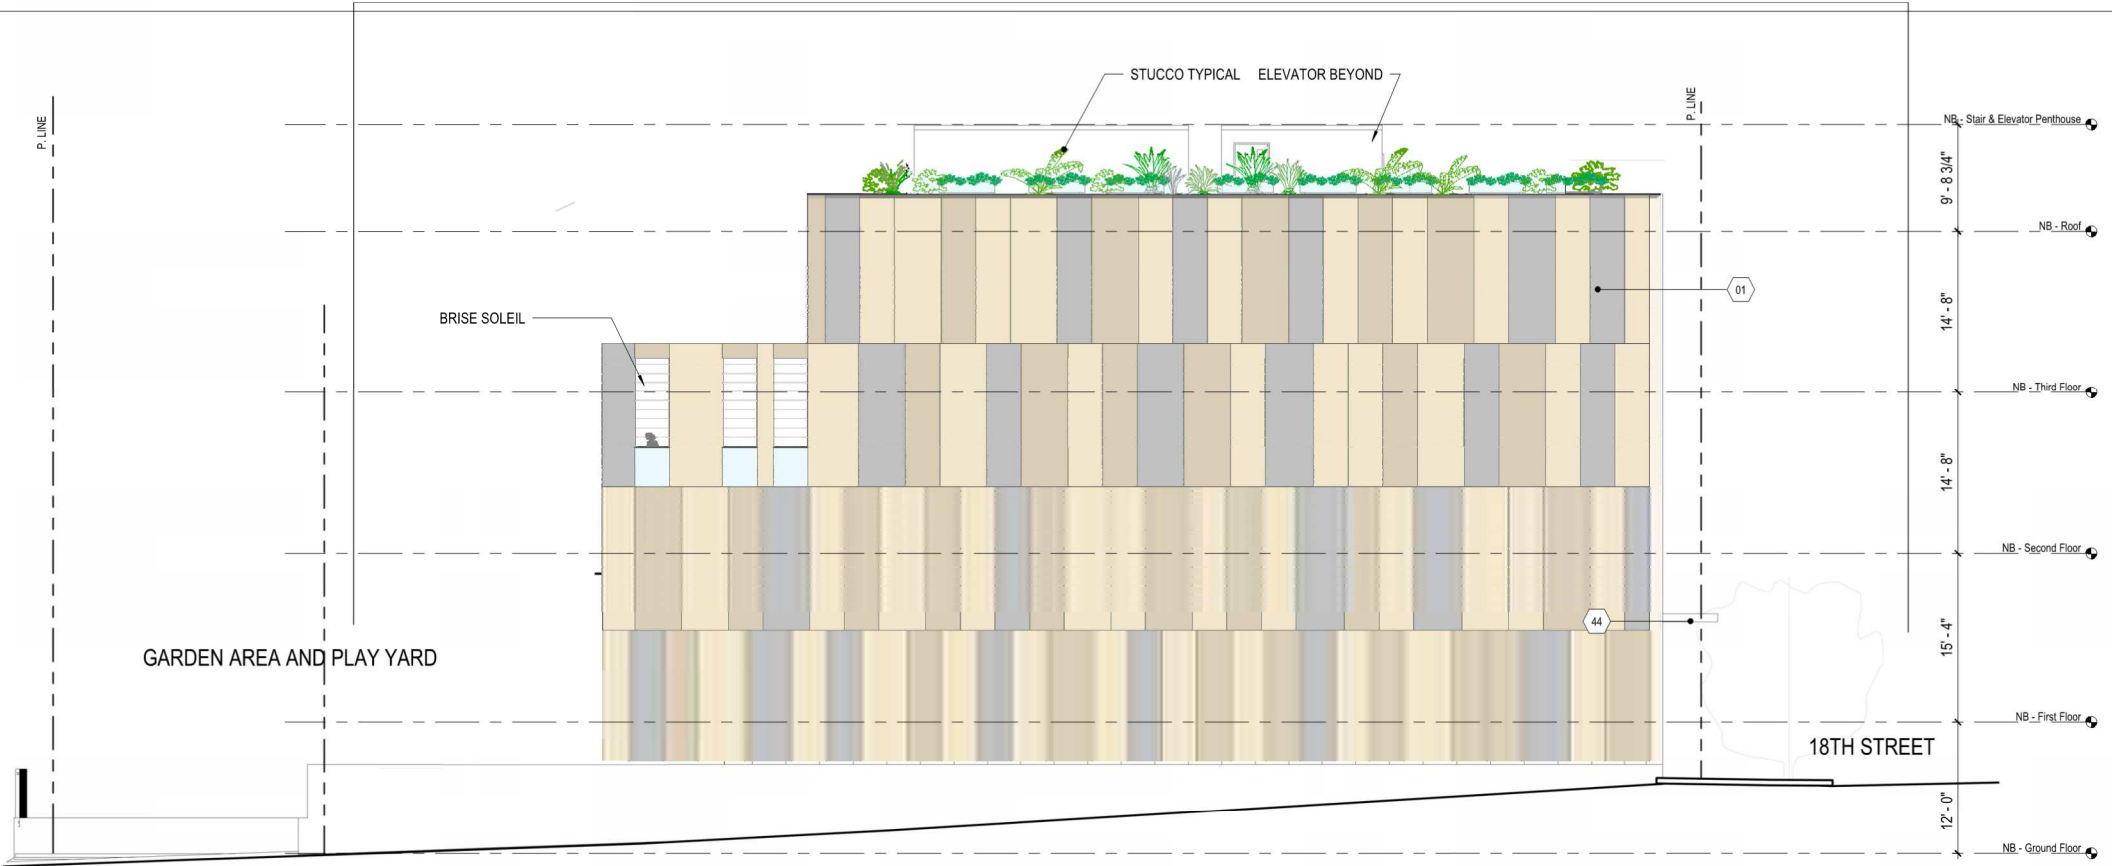 STUCCO TYPICAL
ELEVATOR BEYOND
P. LINE
P. LINE
NB - Stair & Elevator Penthouse
9' - 8 3/4"
NB - Roof
01
14' - 8"
BRISE SOLEIL
NB - Third Floor
14' - 8"
NB - Second Floor
44
15' - 4"
GARDEN AREA AND PLAY YARD
NB - First Floor
18TH STREET
12' - 0"
NB - Ground Floor